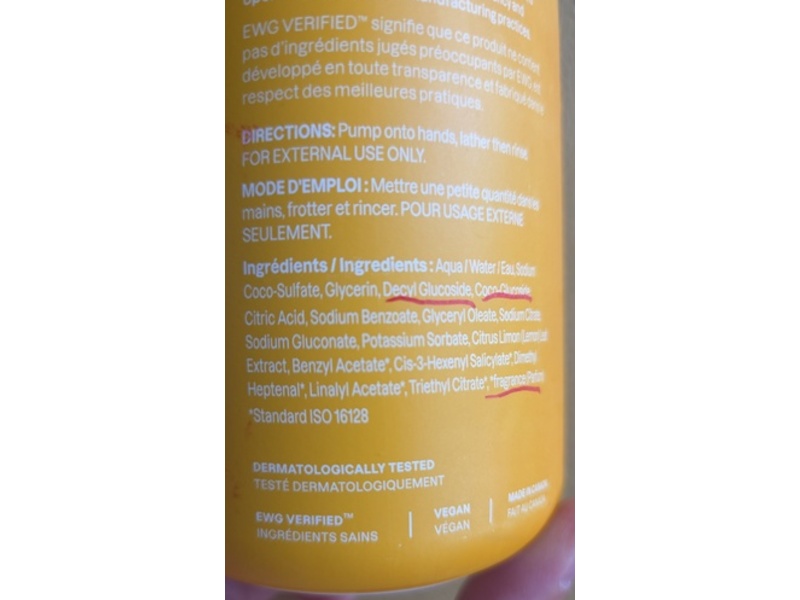 nufacturing practices.
EWG VERIFIED™ signifie que ce produit ne contient
pas d'ingrédients jugés préoccupants par EWG, est
développé en toute transparence et fabriqué dans le
respect des meilleures pratiques.
DIRECTIONS: Pump onto hands, lather then rinse.
FOR EXTERNAL USE ONLY.
MODE D'EMPLOI : Mettre une petite quantité dans les
mains, frotter et rincer. POUR USAGE EXTERNE
SEULEMENT.
Ingrédients / Ingredients : Aqua / Water / Eau, Sodium
Coco-Sulfate, Glycerin, Decyl Glucoside, Coco-Glucoside,
Citric Acid, Sodium Benzoate, Glyceryl Oleate, Sodium Citrate,
Sodium Gluconate, Potassium Sorbate, Citrus Limon (Lemon) Leaf
Extract, Benzyl Acetate*, Cis-3-Hexenyl Salicylate*, Dimethyl
Heptenal*, Linalyl Acetate*, Triethyl Citrate*, *fragrance (Parfum)
*Standard ISO 16128
DERMATOLOGICALLY TESTED
TESTÉ DERMATOLOGIQUEMENT
EWG VERIFIED™ | VEGAN | MADE IN CANADA
INGRÉDIENTS SAINS VÉGAN FAIT AU CANADA